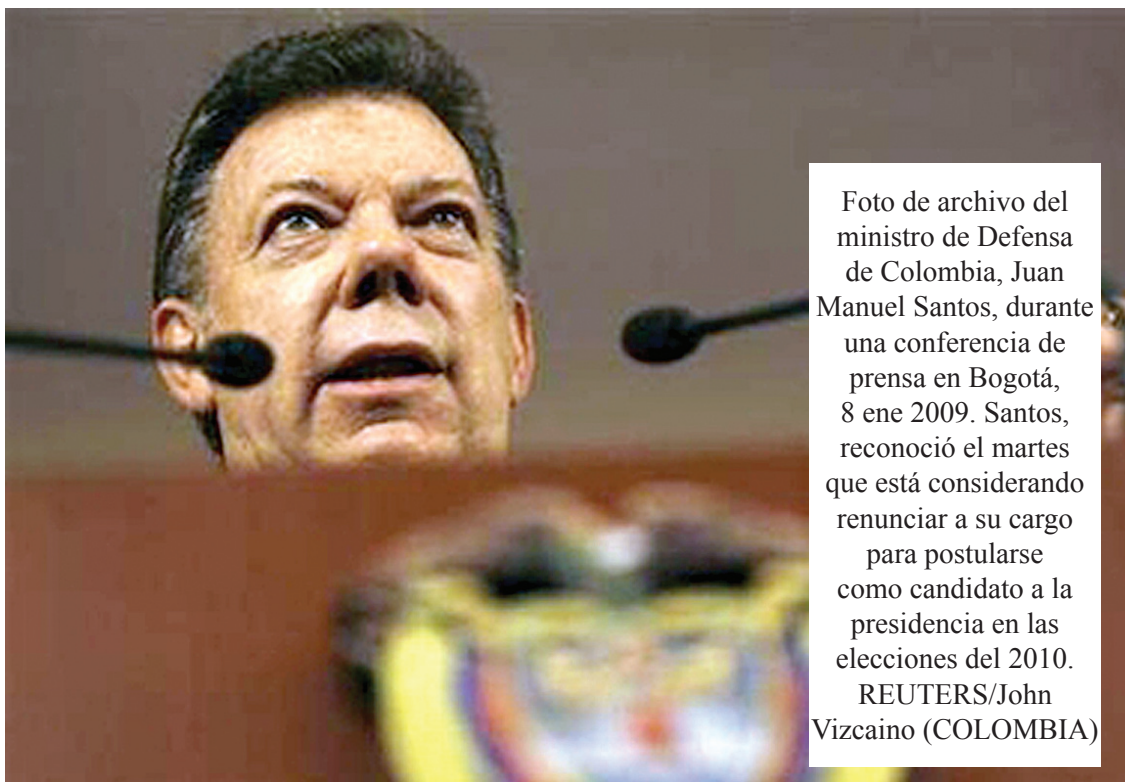 Foto de archivo del
ministro de Defensa
de Colombia, Juan
Manuel Santos, durante
una conferencia de
prensa en Bogotá,
8 ene 2009. Santos,
reconoció el martes
que está considerando
renunciar a su cargo
para postularse
como candidato a la
presidencia en las
elecciones del 2010.
REUTERS/John
Vizcaino (COLOMBIA)